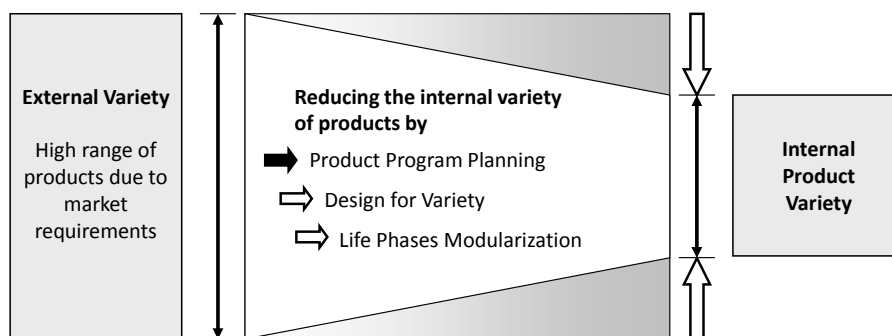 External Variety
High range of
products due to
market
requirements
Reducing the internal variety
of products by
Product Program Planning
Design for Variety
Life Phases Modularization
Internal
Product
Variety